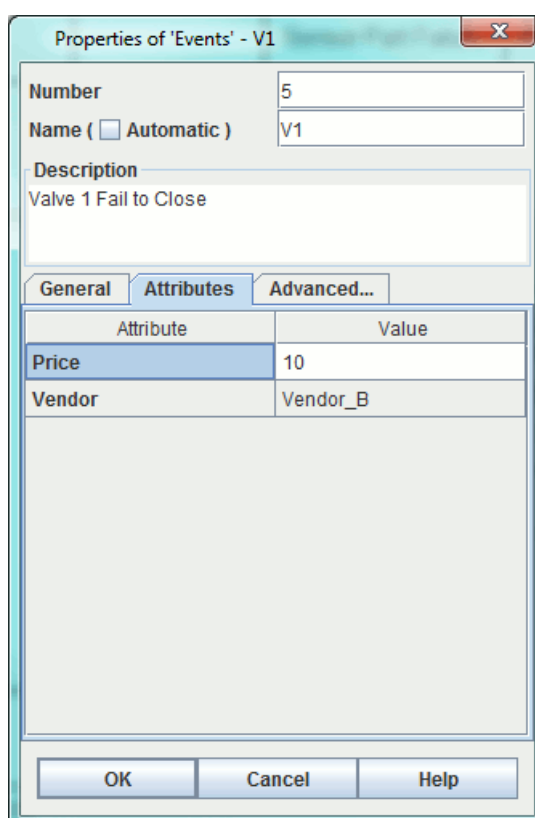 Properties of 'Events' - V1
Number 5
Name ( Automatic ) V1
Description
Valve 1 Fail to Close
General Attributes Advanced...
Attribute Value
Price 10
Vendor Vendor_B
OK Cancel Help